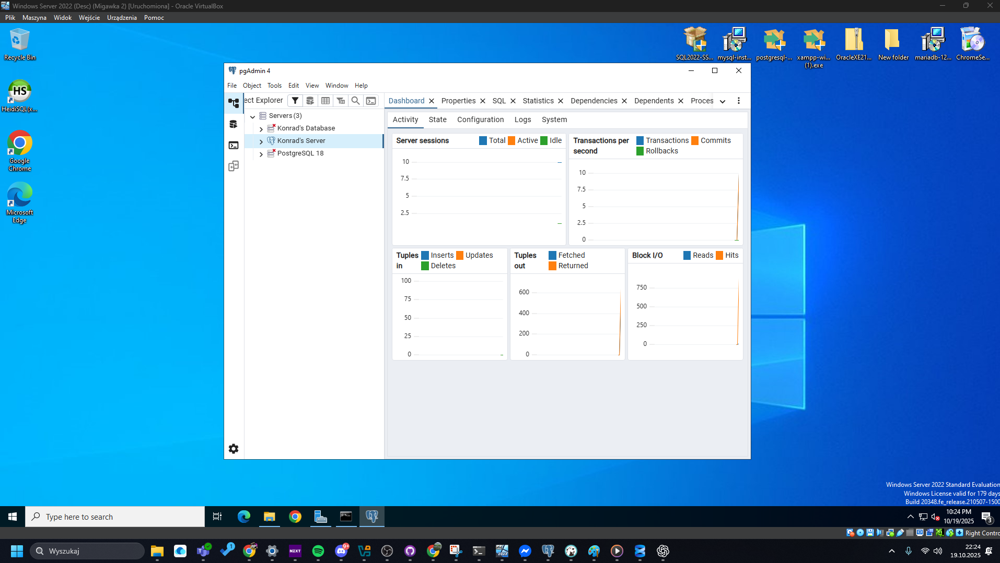 Windows Server 2022 (Desc) (Migawka 2) [Uruchomiona] - Oracle VirtualBox
Plik Maszyna Widok Wejście Urządzenia Pomoc
Recycle Bin
HS
HeidiSQL(x...
Google
Chrome
Microsoft
Edge
SQL2022-SS...
mysql-inst...
postgresql-...
xampp-wi...
(1).exe
OracleXE21...
New folder
mariadb-12...
ChromeSe...
pgAdmin 4
File Object Tools Edit View Window Help
ect Explorer
Servers (3)
Konrad's Database
Konrad's Server
PostgreSQL 18
Dashboard Properties SQL Statistics Dependencies Dependents Proces
Activity State Configuration Logs System
Server sessions Total Active Idle
10
7.5
5
2.5
Transactions per
second
Transactions Commits
Rollbacks
10
7.5
5
2.5
0
Tuples
in
Inserts Updates
Deletes
100
75
50
25
0
Tuples
out
Fetched
Returned
600
400
200
0
Block I/O Reads Hits
750
500
250
0
Windows Server 2022 Standard Evaluation
Windows License valid for 179 days
Build 20348.fe_release.210507-1500
Type here to search
10:24 PM
10/19/2025
3
Right Contro
Wyszukaj
1
RP
NZXT
9+
x64
2022
22:24
19.10.2025